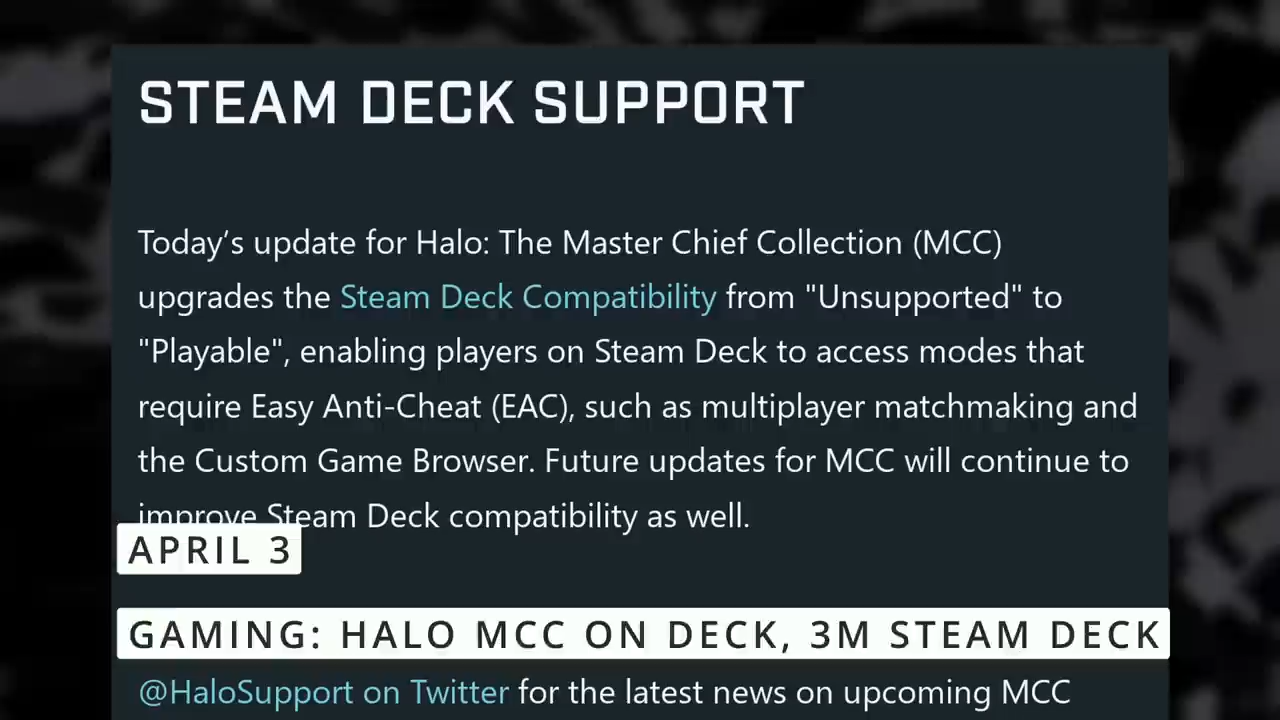 STEAM DECK SUPPORT
Today’s update for Halo: The Master Chief Collection (MCC)
upgrades the Steam Deck Compatibility from "Unsupported" to
"Playable", enabling players on Steam Deck to access modes that
require Easy Anti-Cheat (EAC), such as multiplayer matchmaking and
the Custom Game Browser. Future updates for MCC will continue to
improve Steam Deck compatibility as well.
APRIL 3
GAMING: HALO MCC ON DECK, 3M STEAM DECK
@HaloSupport on Twitter for the latest news on upcoming MCC